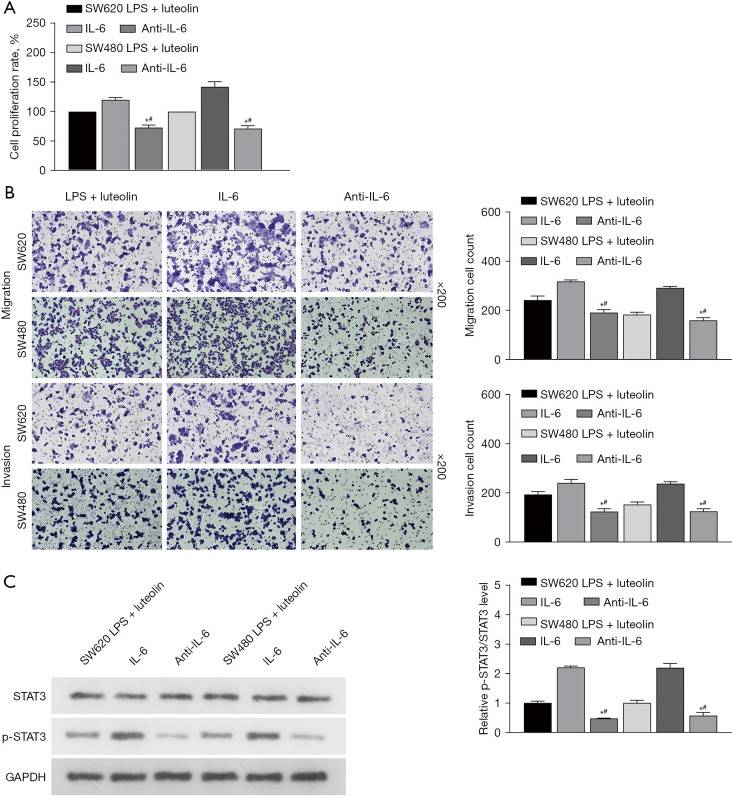 A
SW620 LPS + luteolin
IL-6 Anti-IL-6
SW480 LPS + luteolin
IL-6 Anti-IL-6
Cell proliferation rate, %
250
200
150
100
50
0
*# *#
B
LPS + luteolin IL-6 Anti-IL-6
Migration
SW620
SW480
×200
Invasion
SW620
SW480
×200
SW620 LPS + luteolin
IL-6 Anti-IL-6
SW480 LPS + luteolin
IL-6 Anti-IL-6
Migration cell count
600
400
200
0
*# *#
SW620 LPS + luteolin
IL-6 Anti-IL-6
SW480 LPS + luteolin
IL-6 Anti-IL-6
Invasion cell count
600
400
200
0
*# *#
C
SW620 LPS + luteolin IL-6 Anti-IL-6 SW480 LPS + luteolin IL-6 Anti-IL-6
STAT3
p-STAT3
GAPDH
SW620 LPS + luteolin
IL-6 Anti-IL-6
SW480 LPS + luteolin
IL-6 Anti-IL-6
Relative p-STAT3/STAT3 level
5
4
3
2
1
0
*# *#